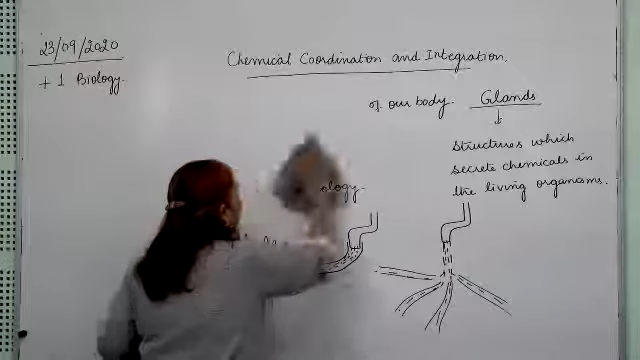 23/09/2020
+1 Biology.
Chemical Coordination and Integration.
of our body.
Glands
Structures which
secrete chemicals in
the living organisms.
ology.